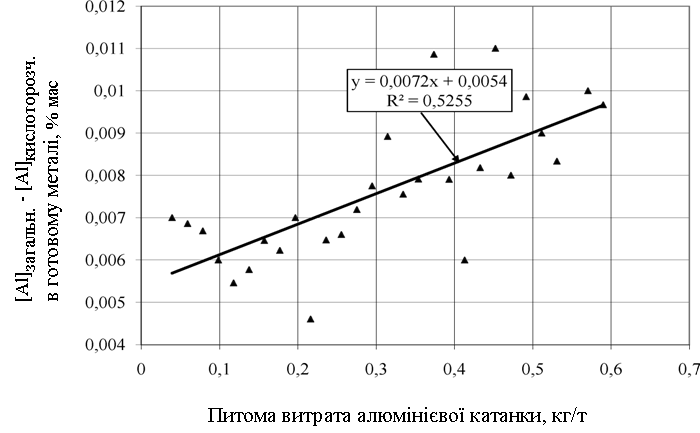 0,012
0,011
0,01
0,009
0,008
0,007
0,006
0,005
0,004
[Al]загальн. - [Al]кислоторозч.
в готовому металі, % мас
y = 0,0072x + 0,0054
R² = 0,5255
0 0,1 0,2 0,3 0,4 0,5 0,6 0,7
Питома витрата алюмінієвої катанки, кг/т